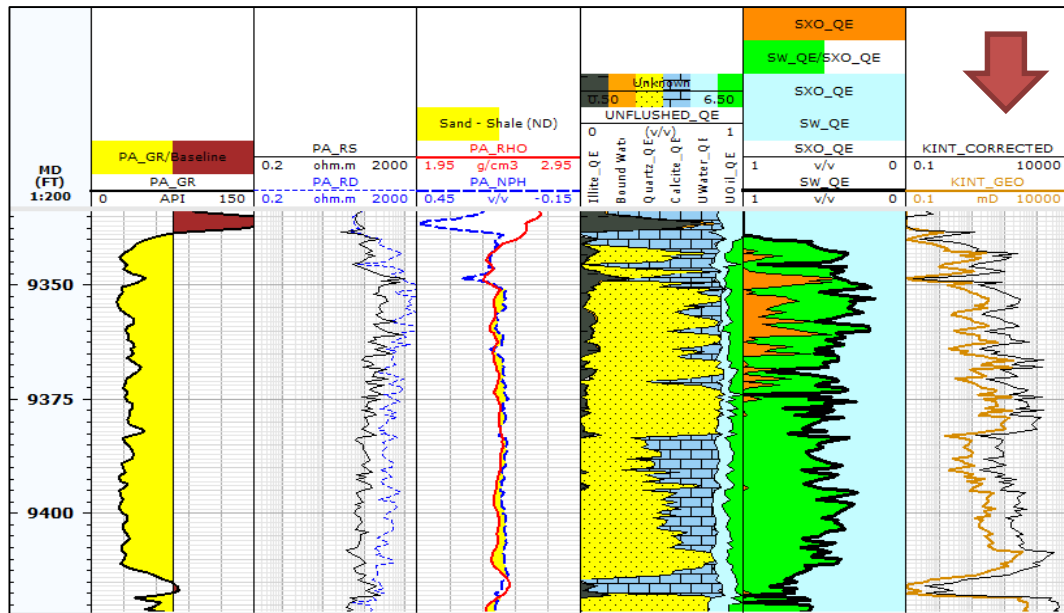 MD
(FT)
1:200
PA_GR/Baseline
PA_GR
0 API 150
PA_RS
0.2 ohm.m 2000
PA_RD
0.2 ohm.m 2000
Sand - Shale (ND)
PA_RHO
1.95 g/cm3 2.95
PA_NPH
0.45 v/v -0.15
Unknown
0.50 6.50
UNFLUSHED_QE
0 (v/v) 1
Illite_QE
Bound Wate
Quartz_QE
Calcite_QE
UWater_QE
UOil_QE
SXO_QE
SW_QE/SXO_QE
SXO_QE
SW_QE
SXO_QE
1 v/v 0
SW_QE
1 v/v 0
KINT_CORRECTED
0.1 10000
KINT_GEO
0.1 mD 10000
9350
9375
9400